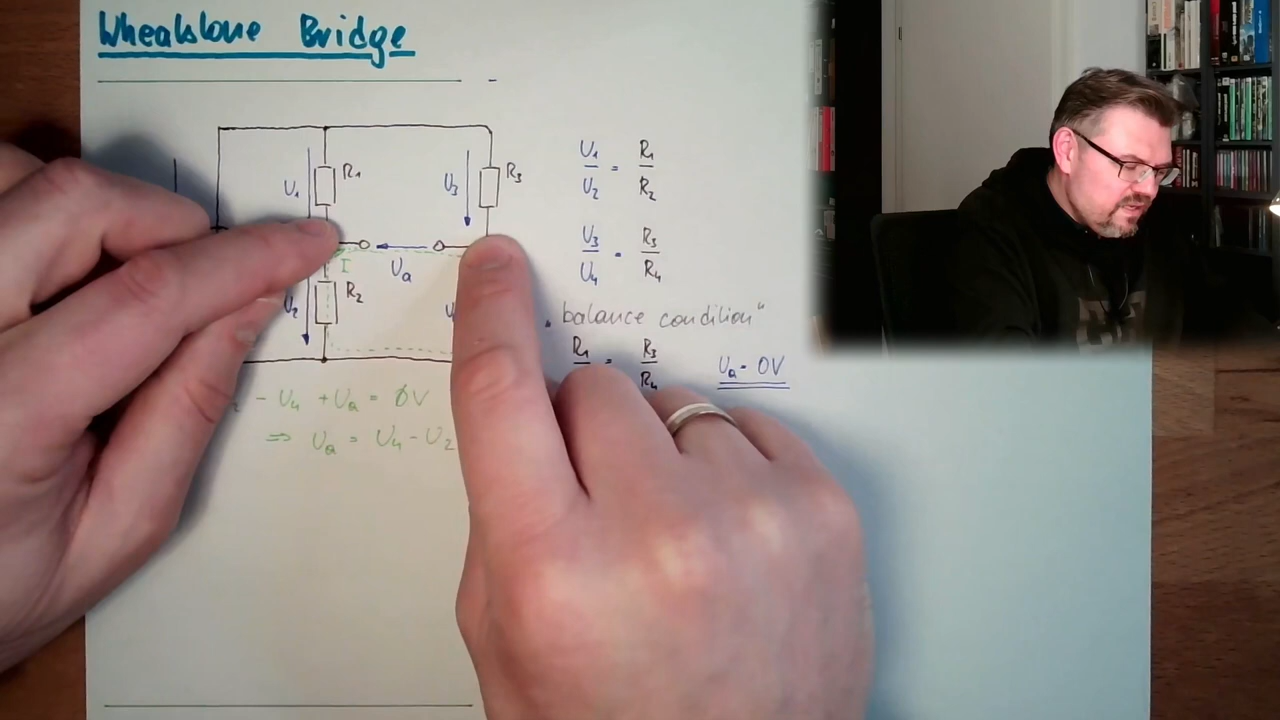 Wheatstone Bridge
U₁ R₁ U₃ R₃
U₁/U₂ = R₁/R₂
I
Uₐ
U₃/U₄ = R₃/R₄
U₂ R₂ U
"balance condition"
R₁/ = R₃/R₄ Uₐ = 0V
₂ - U₄ + Uₐ = 0V
⇒ Uₐ = U₄ - U₂